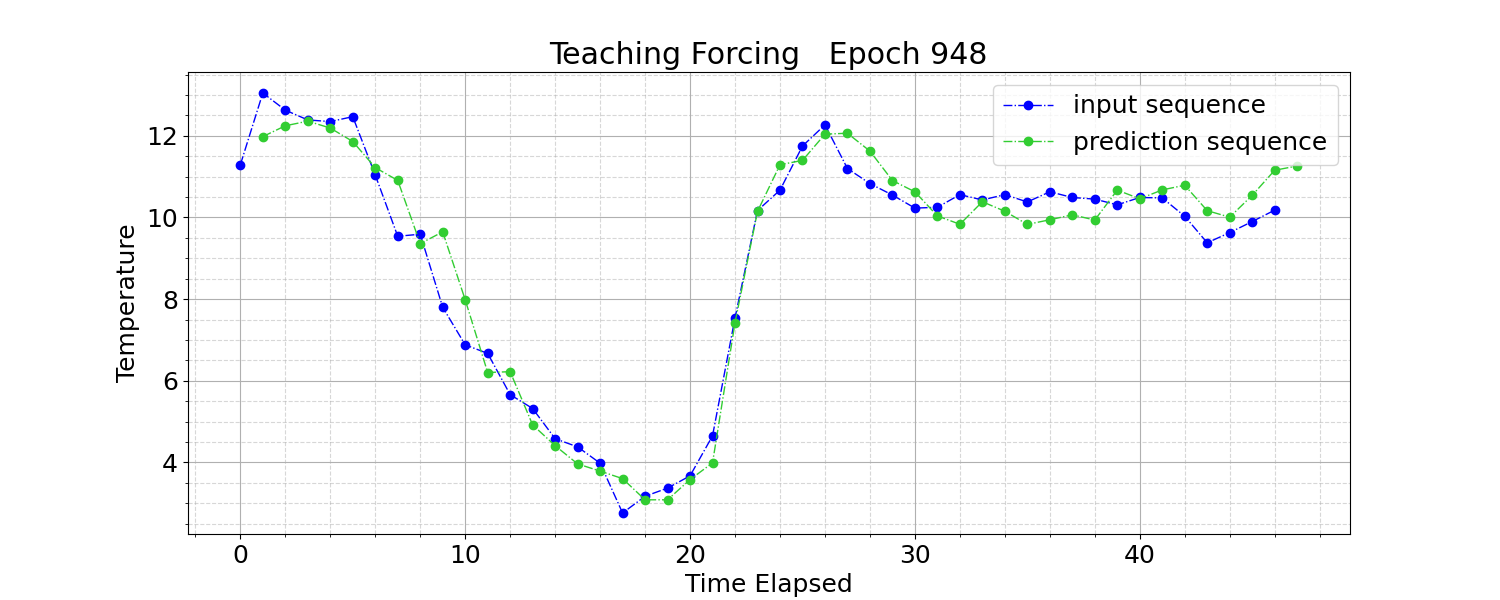 Teaching Forcing   Epoch 948
input sequence
prediction sequence
Temperature
12
10
8
6
4
0 10 20 30 40
Time Elapsed